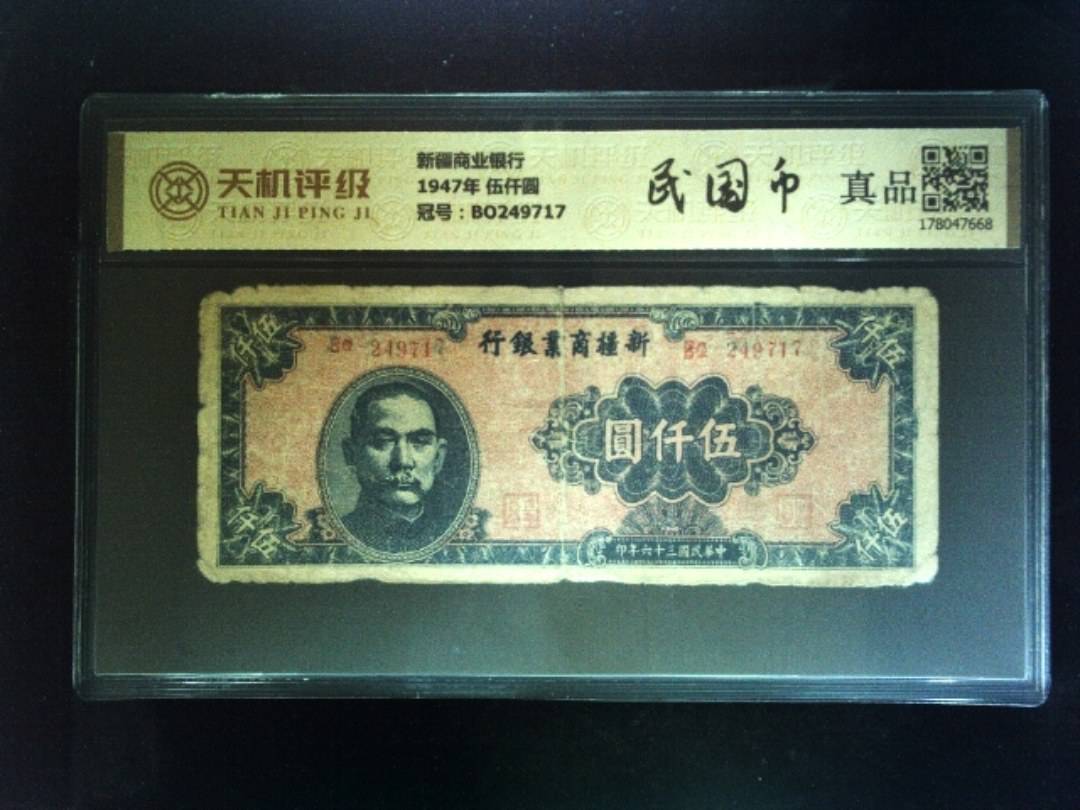 天机评级
TIAN JI PING JI
新疆商业银行
1947年 伍仟圆
冠号：BO249717
民国币
真品
178047668
行銀業商疆新
249717
249717
圓仟伍
伍仟
仟伍
仟伍
仟伍
印年六十三國民華中